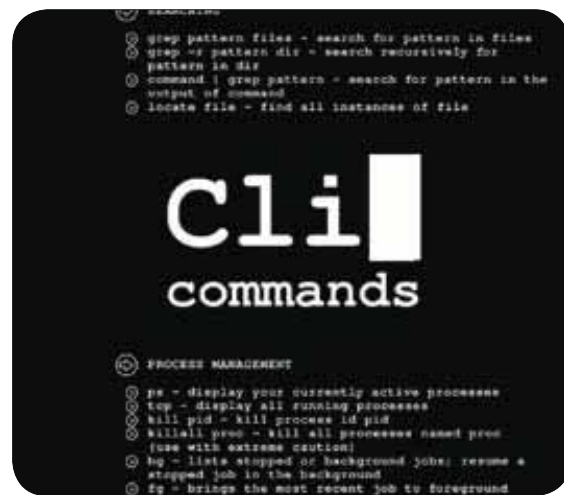 SEARCHING
grep pattern files - search for pattern in files
grep -r pattern dir - search recursively for
pattern in dir
command | grep pattern - search for pattern in the
output of command
locate file - find all instances of file
Cli
commands
PROCESS MANAGEMENT
ps - display your currently active processes
top - display all running processes
kill pid - kill process id pid
killall proc - kill all processes named proc
(use with extreme caution)
bg - lists stopped or background jobs; resume a
stopped job in the background
fg - brings the most recent job to foreground